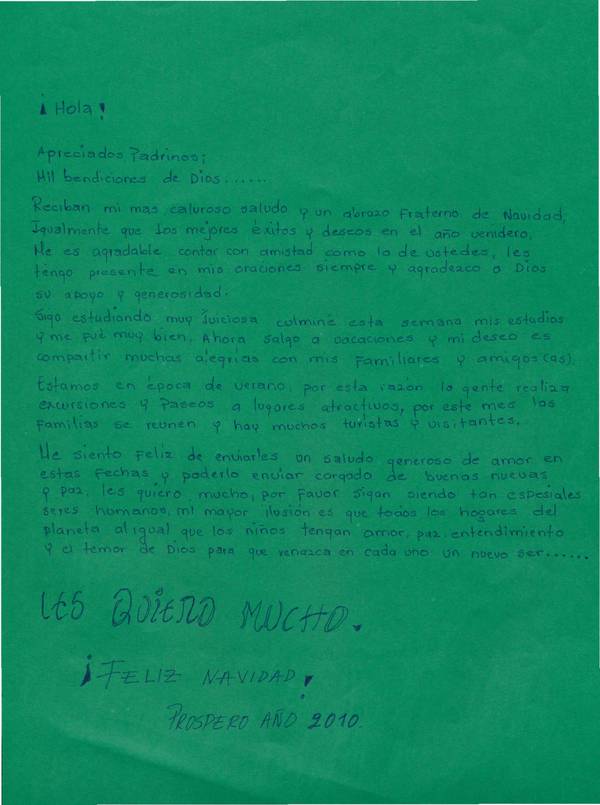 ¡Hola!
Apreciados Padrinos;
Mil bendiciones de Dios......
Reciban mi mas caluroso saludo y un abrazo Fraterno de Navidad,
Igualmente que los mejores èxitos y deseos en el año venidero.
Me es agradable contar con amistad como la de ustedes, les
tengo presente en mis oraciones siempre y agradezco a Dios
su apoyo y generosidad.
Sigo estudiando muy Juiciosa culminé esta semana mis estudios
y me fué muy bien. Ahora salgo a vacaciones y mi deseo es
compartir muchas alegrias con mis Familiares y amigos(as).
Estamos en época de verano, por esta razón la gente realiza
excursiones y Paseos a lugares atractivos, por este mes las
Familias se reunen y hay muchos turistas y visitantes.
Me siento Feliz de enviarles un saludo generoso de amor en
estas Fechas y poderlo enviar cargado de buenas nuevas
y paz, les quiero mucho, por Favor sigan siendo tan espesiales
seres humanos, mi mayor ilusión es que todos los hogares del
planeta al igual que los niños tengan amor, paz, entendimiento
y el temor de Dios para que renazca en cada uno un nuevo ser......
LES QUIERO MUCHO.
¡FELIZ NAVIDAD!
PROSPERO AÑO 2010.